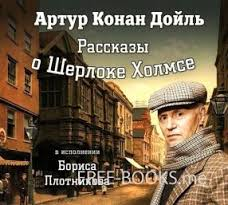 Артур Конан Дойль
Рассказы
о Шерлоке Холмсе
в исполнении
Бориса
Плотникова
FREE-BOOKS.me